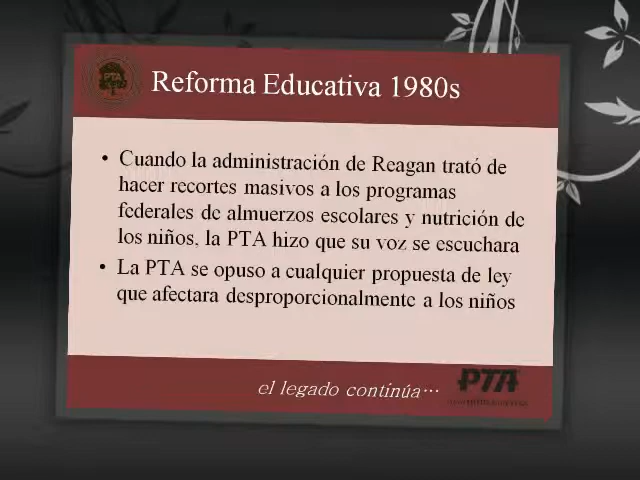 PTA
Reforma Educativa 1980s
• Cuando la administración de Reagan trató de
hacer recortes masivos a los programas
federales de almuerzos escolares y nutrición de
los niños, la PTA hizo que su voz se escuchara
• La PTA se opuso a cualquier propuesta de ley
que afectara desproporcionalmente a los niños
el legado continúa...
PTA